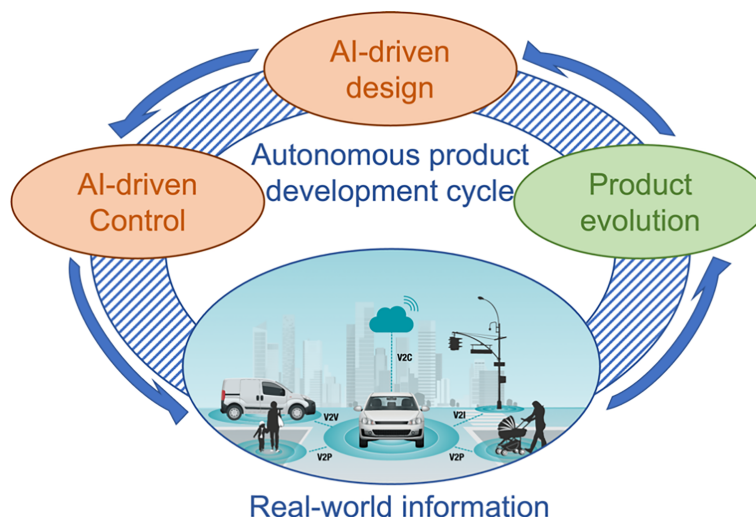 AI-driven
design
Autonomous product
development cycle
AI-driven
Control
Product
evolution
V2C
V2V
V2I
V2P
V2P
Real-world information